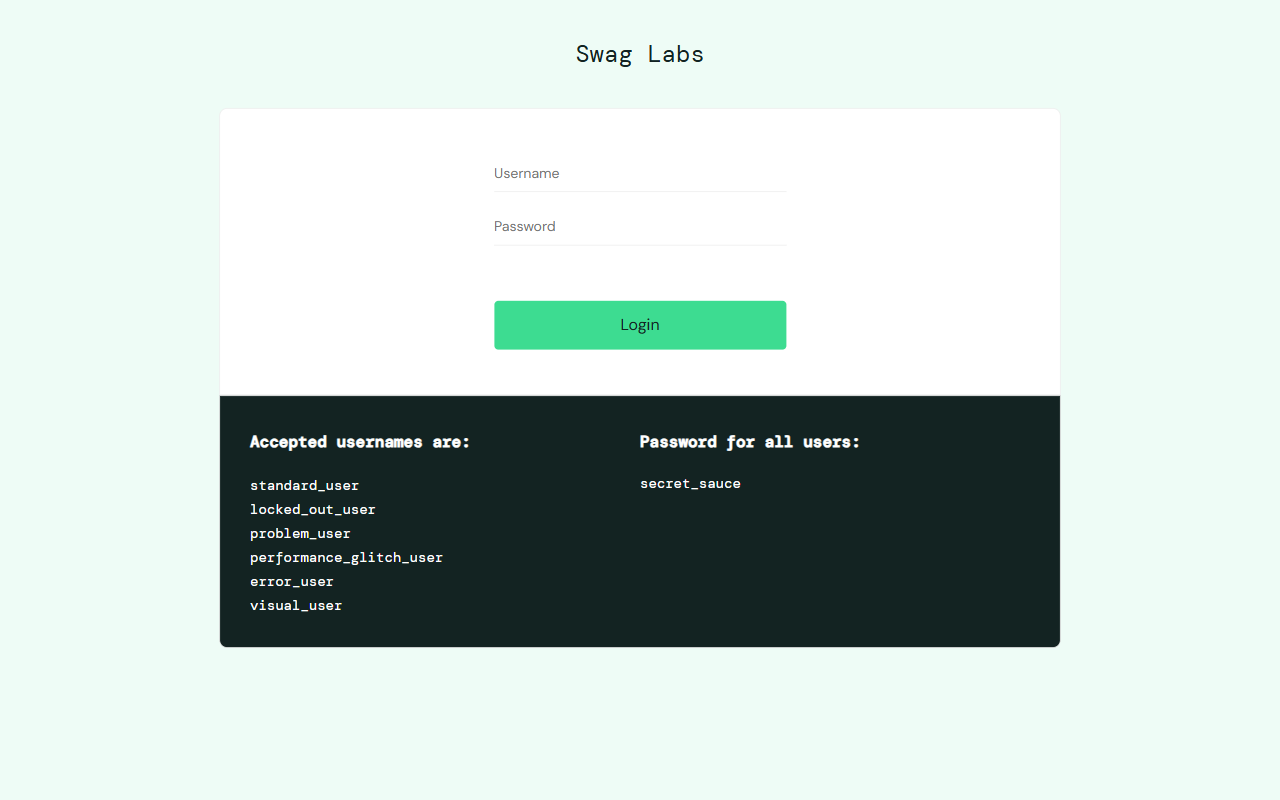 Swag Labs
Username
Password
Login
Accepted usernames are:
standard_user
locked_out_user
problem_user
performance_glitch_user
error_user
visual_user
Password for all users:
secret_sauce